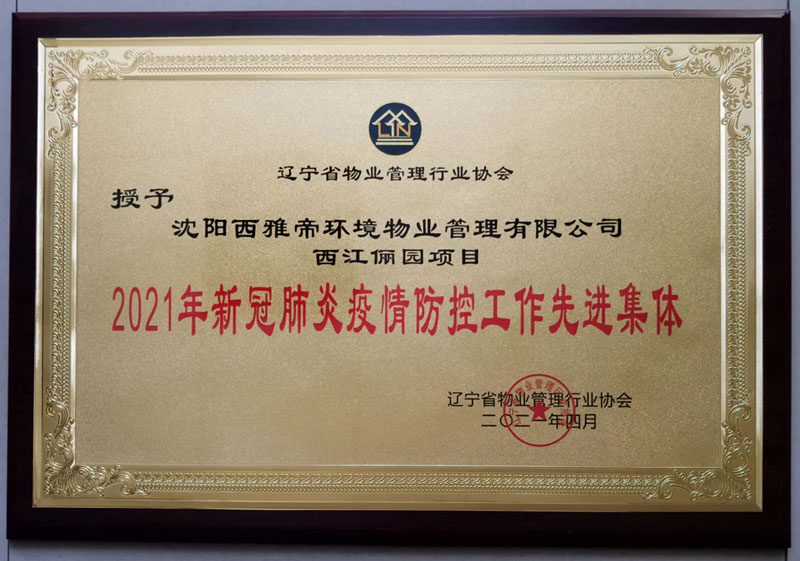 LN
辽宁省物业管理行业协会
授予
沈阳西雅帝环境物业管理有限公司
西江俪园项目
2021年新冠肺炎疫情防控工作先进集体
辽宁省物业管理行业协会
二〇二一年四月